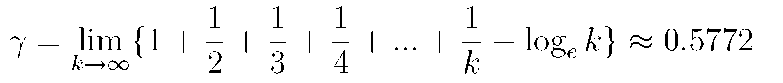 γ = lim_{k→∞} {1 + 1/2 + 1/3 + 1/4 + ... + 1/k − log_e k} ≈ 0.5772